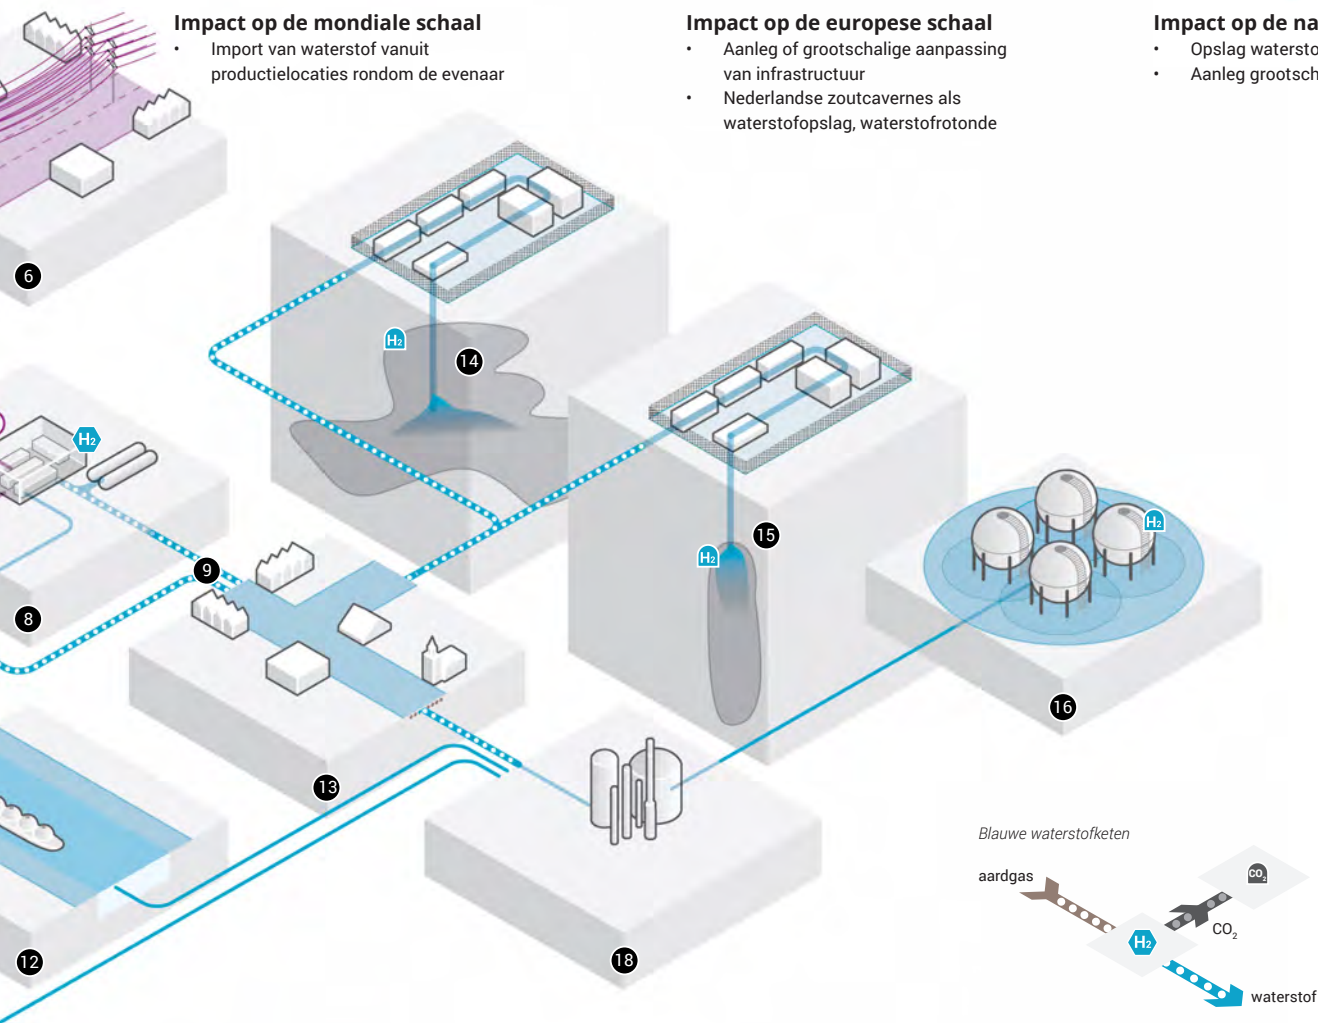 Impact op de mondiale schaal
• Import van waterstof vanuit
productielocaties rondom de evenaar
Impact op de europese schaal
• Aanleg of grootschalige aanpassing
van infrastructuur
• Nederlandse zoutcavernes als
waterstofopslag, waterstofrotonde
Impact op de na
• Opslag watersto
• Aanleg grootsch
6
H2
14
H2
15
H2
H2
9
8
16
13
18
12
Blauwe waterstofketen
aardgas
CO2
CO2
H2
waterstof